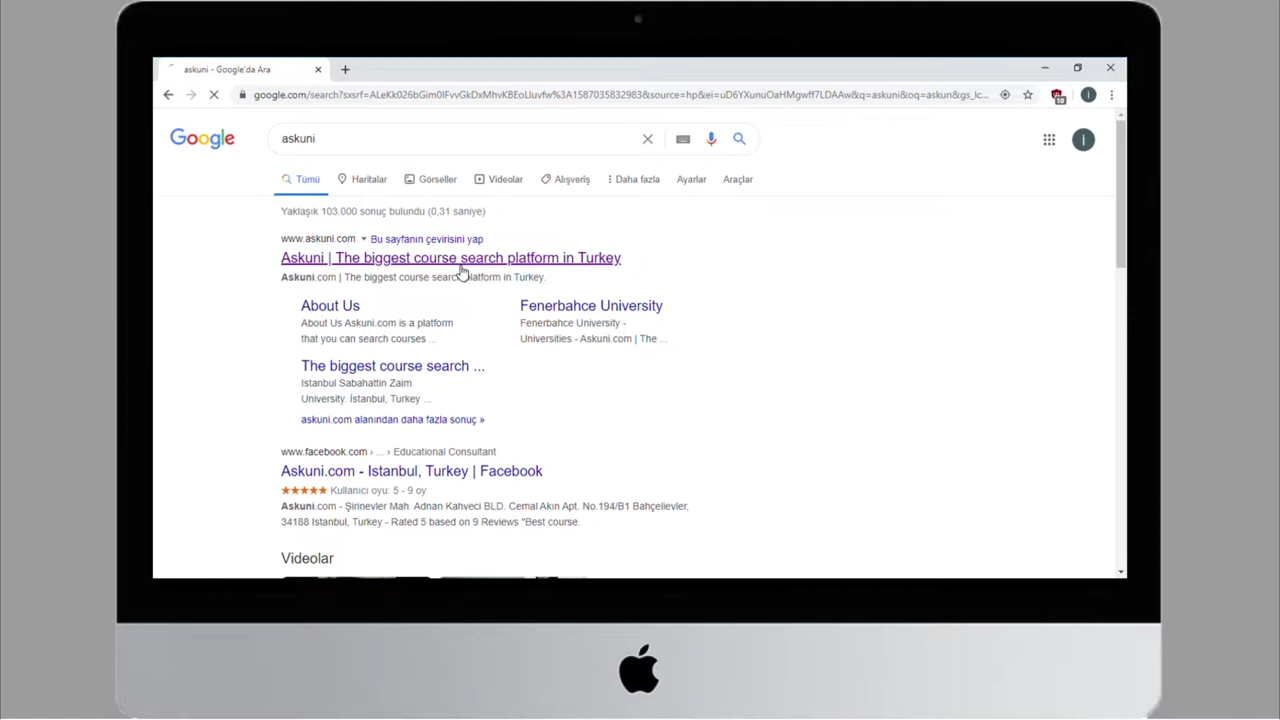 askuni - Google'da Ara
google.com/search?sxsrf=ALeKk026bGim0IFvvGkDxMhvKBEoLluvfw%3A1587035832983&source=hp&ei=uD6YXunuOaHMgwff7LDAAw&q=askuni&oq=askun&gs_lc...
10
i
Google
askuni
i
Tümü Haritalar Görseller Videolar Alışveriş Daha fazla Ayarlar Araçlar
Yaklaşık 103.000 sonuç bulundu (0,31 saniye)
www.askuni.com Bu sayfanın çevirisini yap
Askuni | The biggest course search platform in Turkey
Askuni.com | The biggest course search platform in Turkey.
About Us
About Us Askuni.com is a platform
that you can search courses ...
Fenerbahce University
Fenerbahce University -
Universities - Askuni.com | The ...
The biggest course search ...
Istanbul Sabahattin Zaim
University. İstanbul, Turkey ...
askuni.com alanından daha fazla sonuç »
www.facebook.com › ... › Educational Consultant
Askuni.com - Istanbul, Turkey | Facebook
Kullanıcı oyu: 5 - 9 oy
Askuni.com - Şirinevler Mah. Adnan Kahveci BLD. Cemal Akın Apt. No.194/B1 Bahçelievler,
34188 Istanbul, Turkey - Rated 5 based on 9 Reviews "Best course.
Videolar